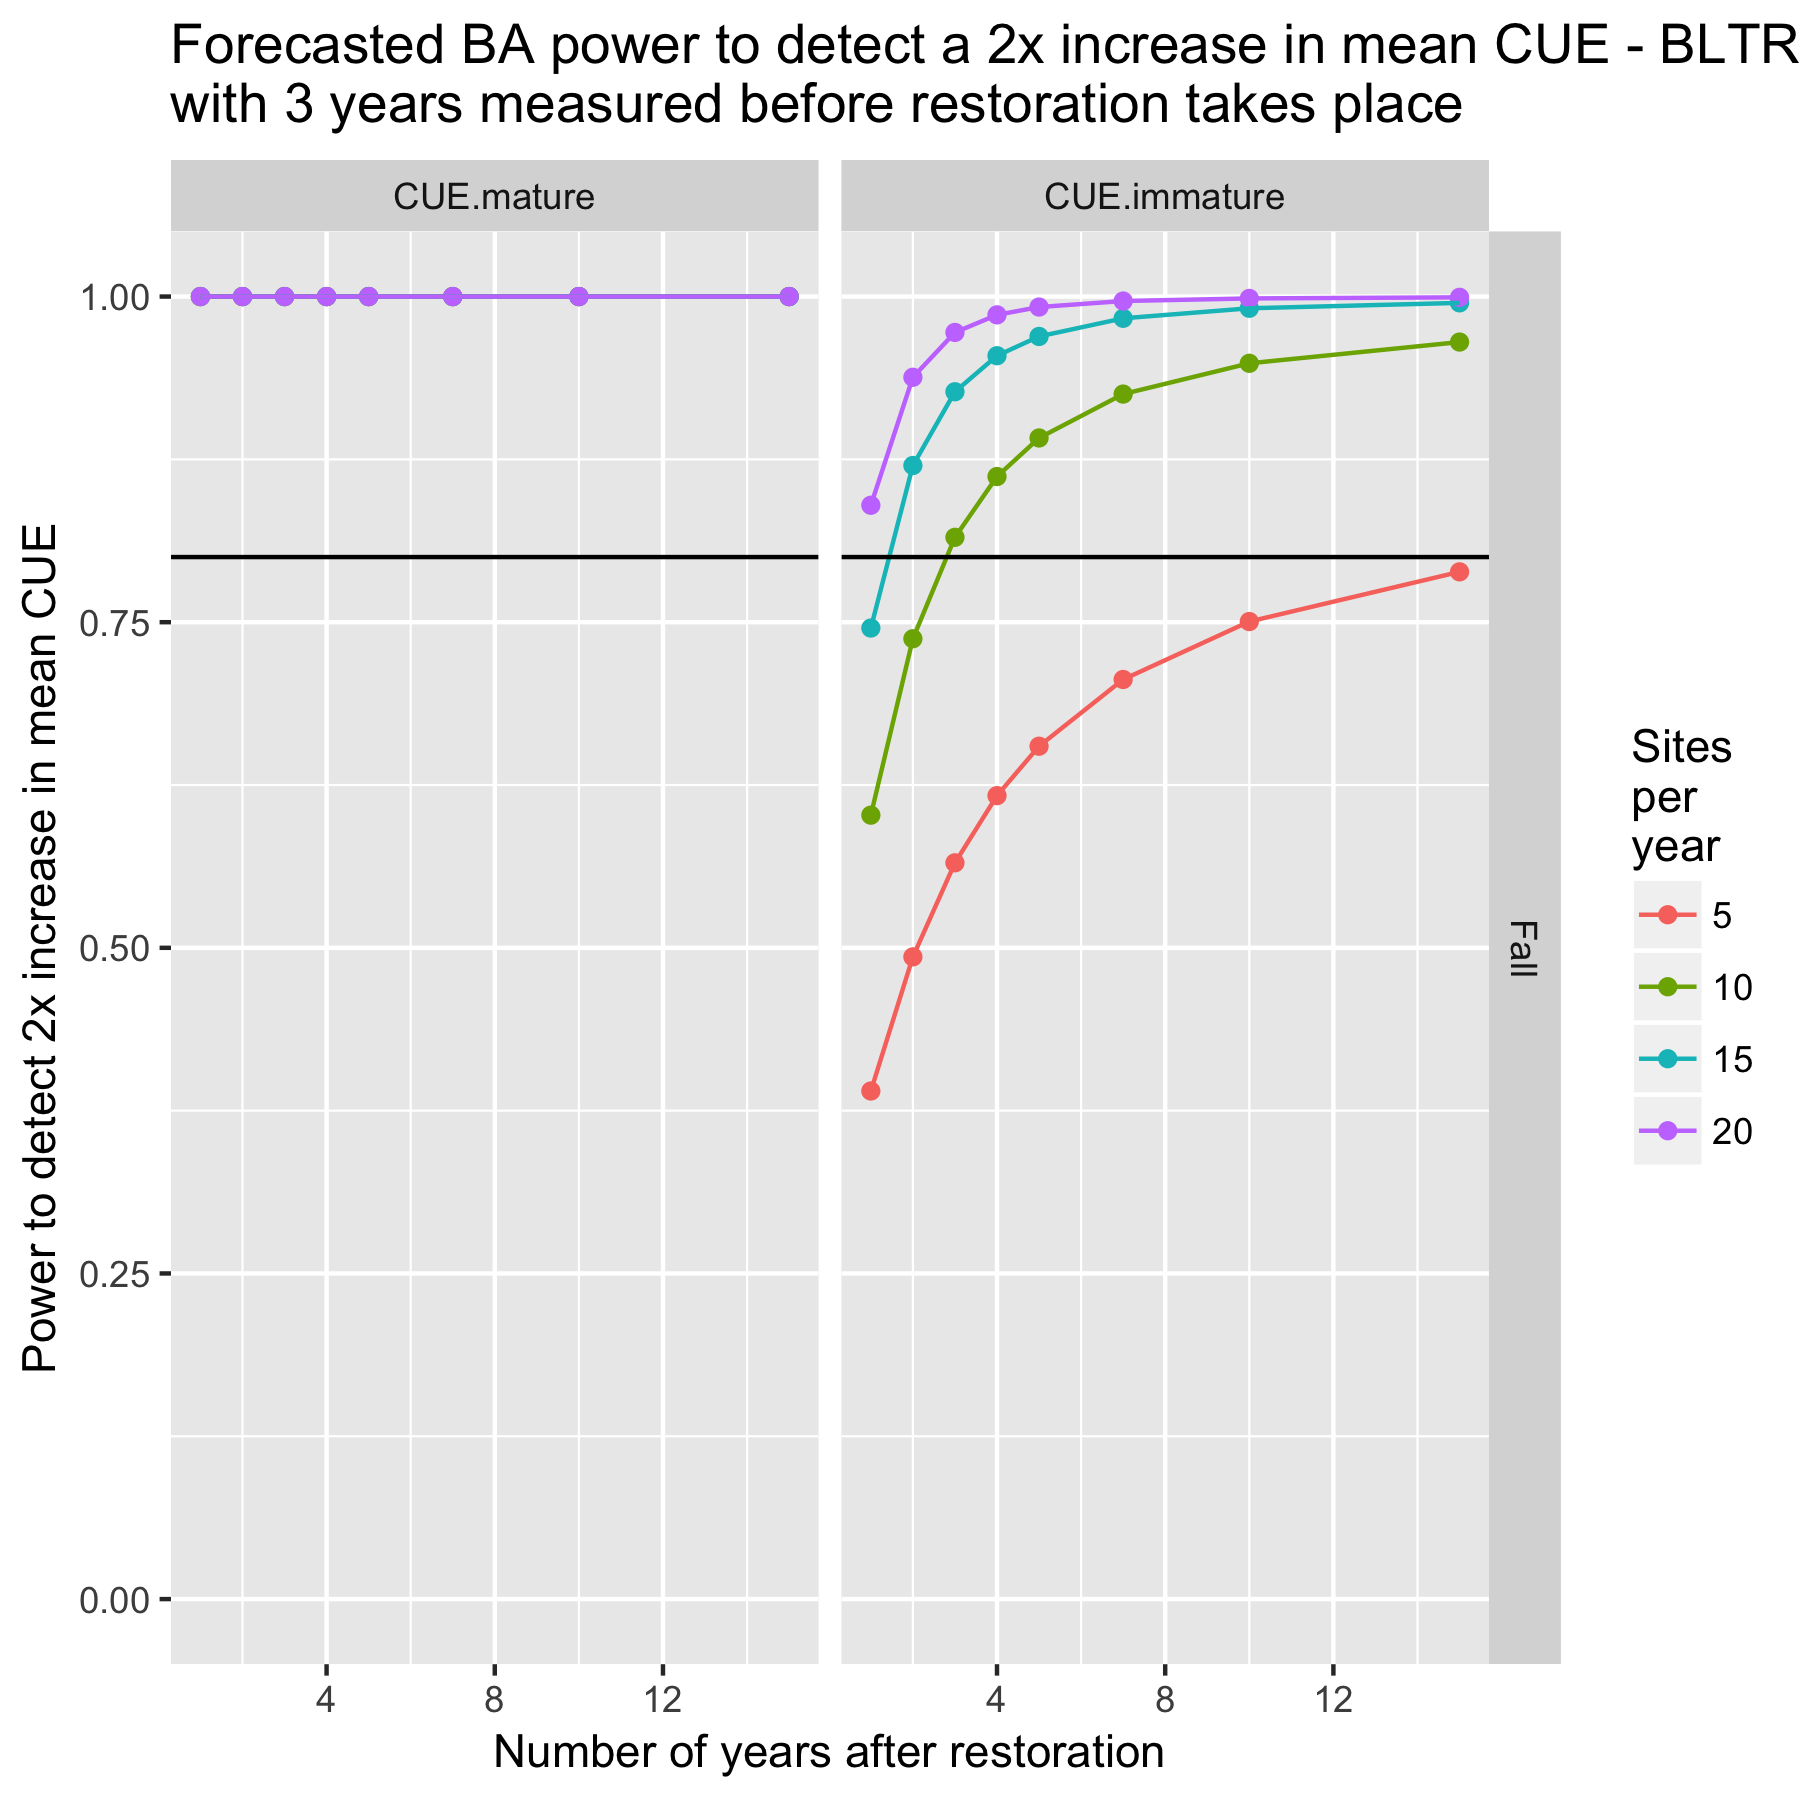 Forecasted BA power to detect a 2x increase in mean CUE - BLTR
with 3 years measured before restoration takes place
CUE.mature
CUE.immature
Power to detect 2x increase in mean CUE
1.00
0.75
0.50
0.25
0.00
Fall
4
8
12
4
8
12
Number of years after restoration
Sites
per
year
5
10
15
20